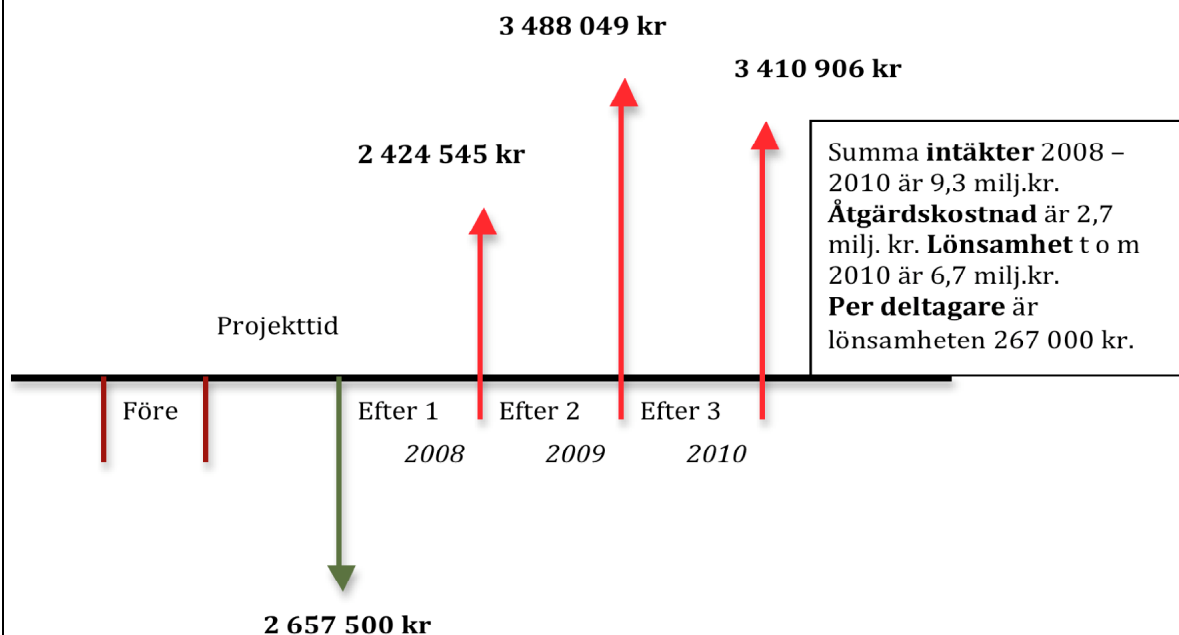 3 488 049 kr
3 410 906 kr
2 424 545 kr
Summa intäkter 2008 –
2010 är 9,3 milj.kr.
Åtgärdskostnad är 2,7
milj. kr. Lönsamhet t o m
2010 är 6,7 milj.kr.
Per deltagare är
lönsamheten 267 000 kr.
Projekttid
Före
Efter 1
Efter 2
Efter 3
2008
2009
2010
2 657 500 kr